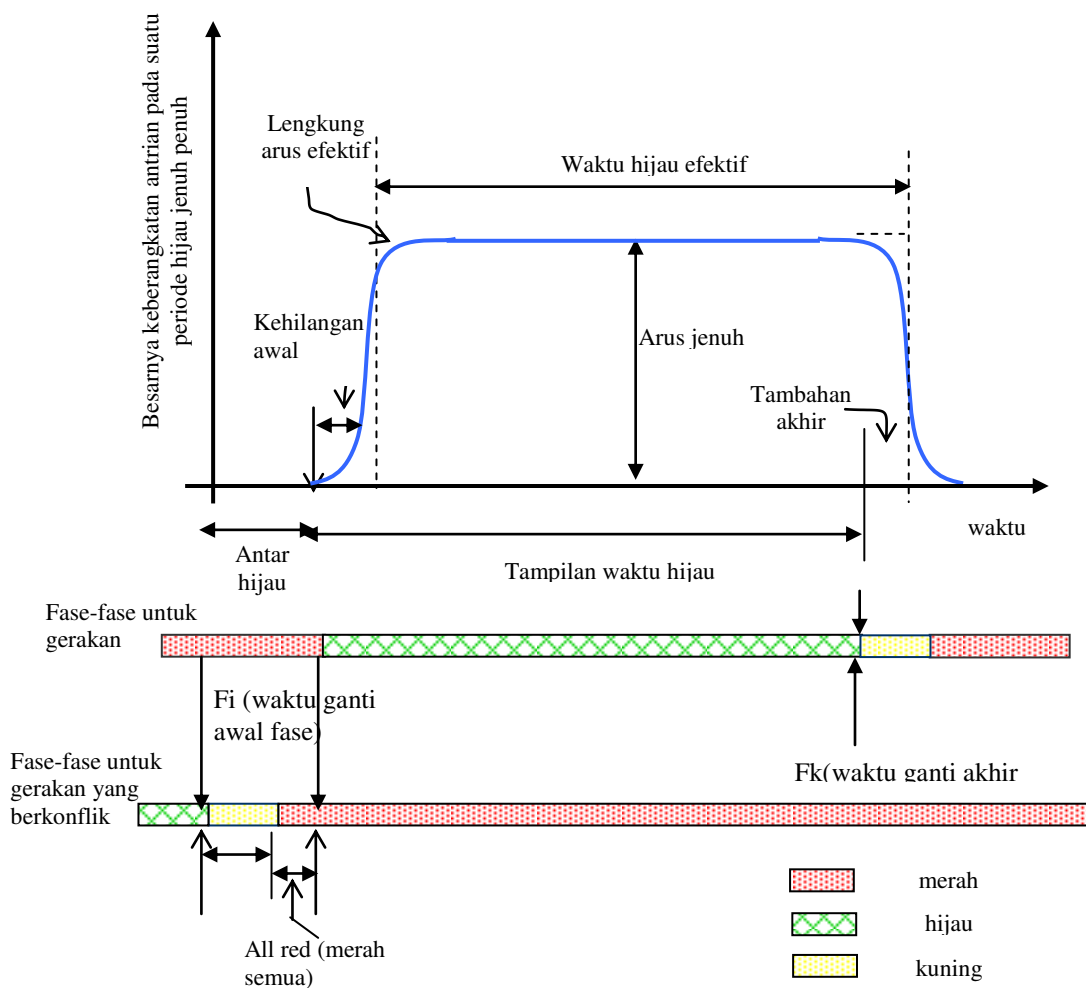 Besarnya keberangkatan antrian pada suatu
periode hijau jenuh penuh
Lengkung
arus efektif
Waktu hijau efektif
Kehilangan
awal
Arus jenuh
Tambahan
akhir
waktu
Antar
hijau
Tampilan waktu hijau
Fase-fase untuk
gerakan
Fi (waktu ganti
awal fase)
Fase-fase untuk
gerakan yang
berkonflik
Fk(waktu ganti akhir
All red (merah
semua)
merah
hijau
kuning